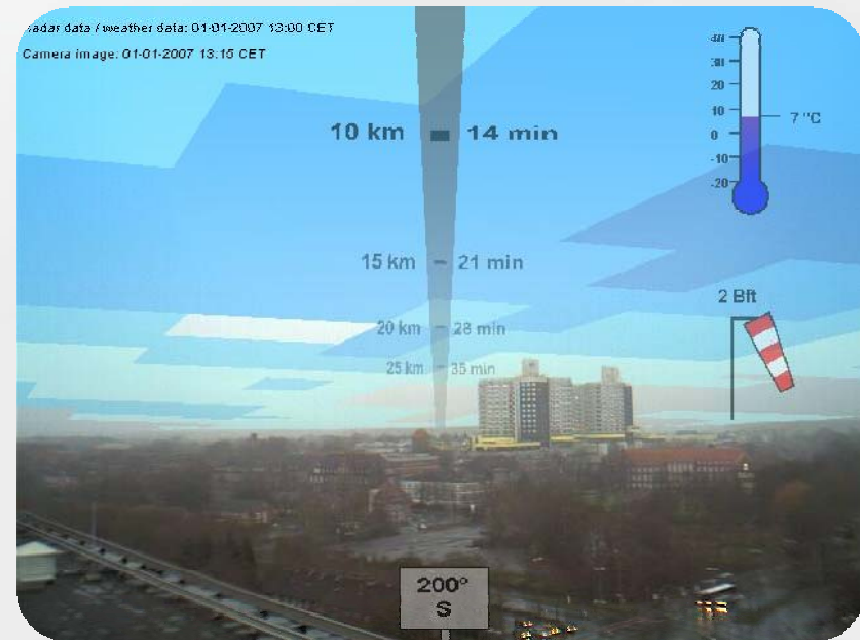 radar data / weather data: 01-01-2007 13:00 CET
Camera image: 01-01-2007 13:15 CET
40
30
20
10
0
-10
-20
7 °C
10 km 14 min
15 km 21 min
2 Bft
20 km 28 min
25 km 35 min
200°
S